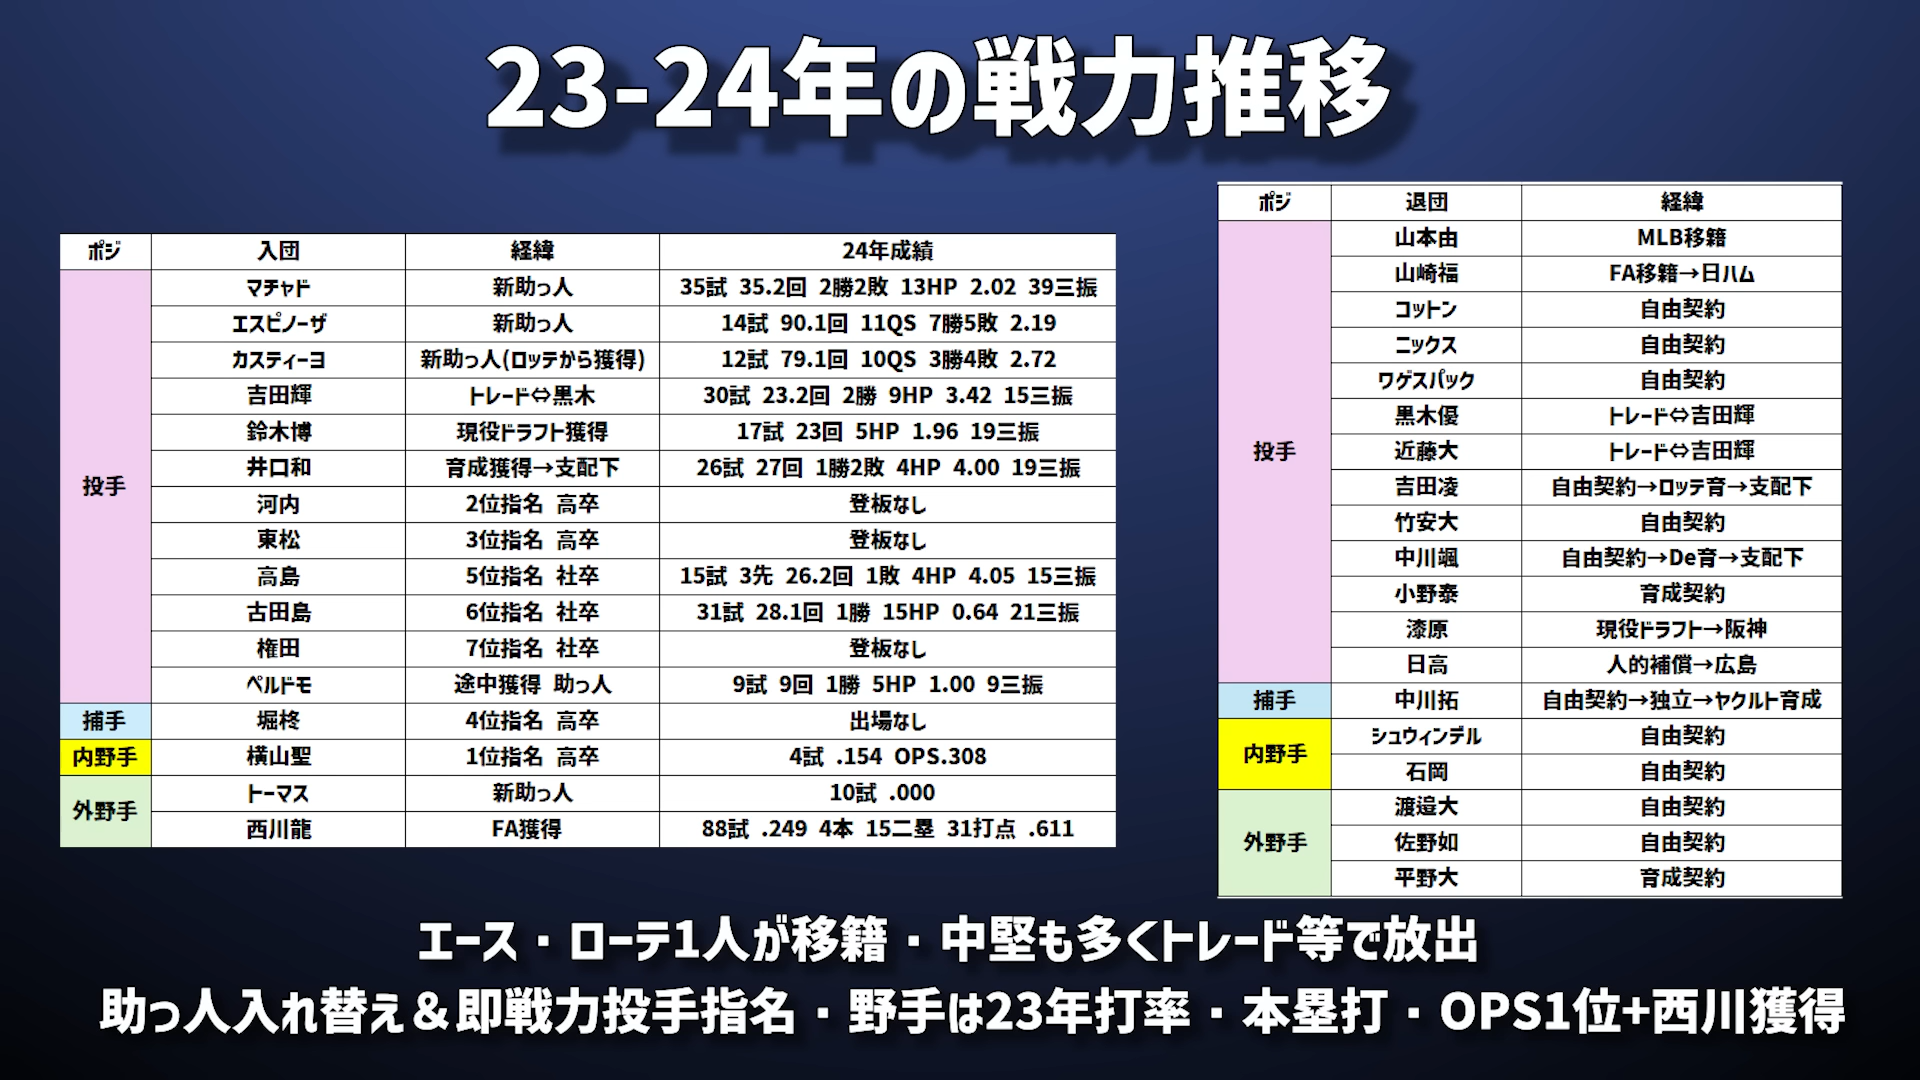 23-24年の戦力推移
ポジ 入団 経緯 24年成績
投手
マチャド 新助っ人 35試 35.2回 2勝2敗 13HP 2.02 39三振
エスピノーザ 新助っ人 14試 90.1回 11QS 7勝5敗 2.19
カスティーヨ 新助っ人(ロッテから獲得) 12試 79.1回 10QS 3勝4敗 2.72
吉田輝 トレード⇔黒木 30試 23.2回 2勝 9HP 3.42 15三振
鈴木博 現役ドラフト獲得 17試 23回 5HP 1.96 19三振
井口和 育成獲得→支配下 26試 27回 1勝2敗 4HP 4.00 19三振
河内 2位指名 高卒 登板なし
東松 3位指名 高卒 登板なし
高島 5位指名 社卒 15試 3先 26.2回 1敗 4HP 4.05 15三振
古田島 6位指名 社卒 31試 28.1回 1勝 15HP 0.64 21三振
権田 7位指名 社卒 登板なし
ペルドモ 途中獲得 助っ人 9試 9回 1勝 5HP 1.00 9三振
捕手 堀柊 4位指名 高卒 出場なし
内野手 横山聖 1位指名 高卒 4試 .154 OPS.308
外野手
トーマス 新助っ人 10試 .000
西川龍 FA獲得 88試 .249 4本 15二塁 31打点 .611
ポジ 退団 経緯
投手
山本由 MLB移籍
山崎福 FA移籍→日ハム
コットン 自由契約
ニックス 自由契約
ワゲスパック 自由契約
黒木優 トレード⇔吉田輝
近藤大 トレード⇔吉田輝
吉田凌 自由契約→ロッテ育→支配下
竹安大 自由契約
中川颯 自由契約→De育→支配下
小野泰 育成契約
漆原 現役ドラフト→阪神
日高 人的補償→広島
捕手 中川拓 自由契約→独立→ヤクルト育成
内野手
シュウィンデル 自由契約
石岡 自由契約
外野手
渡邉大 自由契約
佐野如 自由契約
平野大 育成契約
エース・ローテ1人が移籍・中堅も多くトレード等で放出
助っ人入れ替え＆即戦力投手指名・野手は23年打率・本塁打・OPS1位+西川獲得